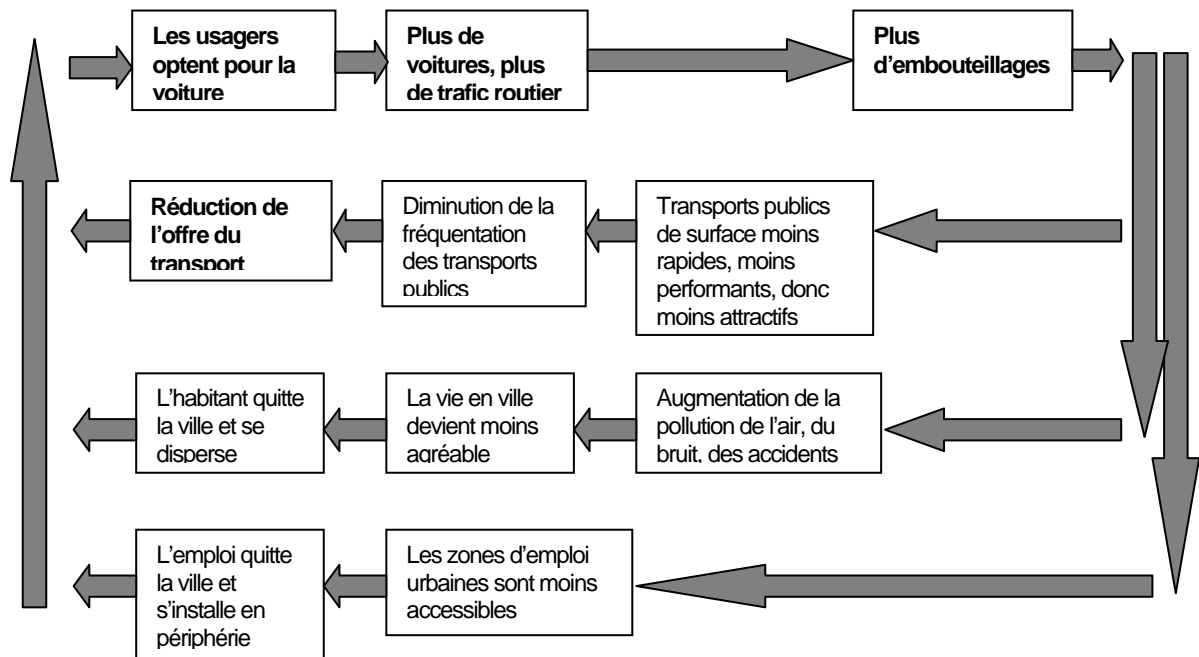 Les usagers
optent pour la
voiture
Plus de
voitures, plus
de trafic routier
Plus
d’embouteillages
Réduction de
l’offre du
transport
Diminution de la
fréquentation
des transports
publics
Transports publics
de surface moins
rapides, moins
performants, donc
moins attractifs
L’habitant quitte
la ville et se
disperse
La vie en ville
devient moins
agréable
Augmentation de la
pollution de l’air, du
bruit, des accidents
L’emploi quitte
la ville et
s’installe en
périphérie
Les zones d’emploi
urbaines sont moins
accessibles